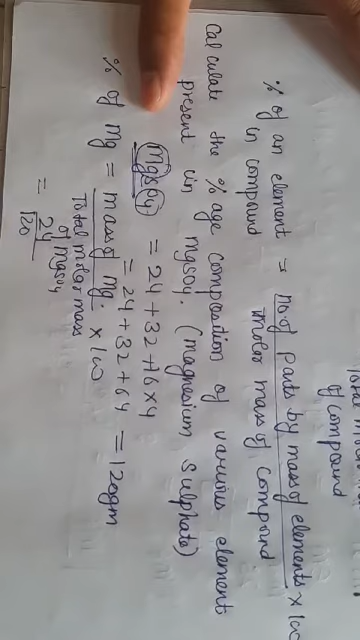 of compound
% of an element = no. of parts by mass of elements × 100
in compound molar mass of compound
Calculate the % age composition of various element
present in MgSO4. (Magnesium Sulphate)
MgSO4 = 24 + 32 + 16 × 4
= 24 + 32 + 64 = 120gm
% of Mg = mass of Mg. × 100
Total molar mass
of MgSO4
= 24
120